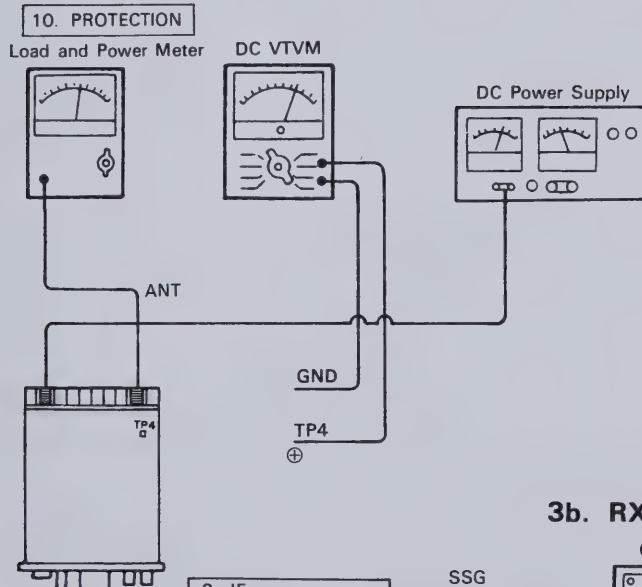 10. PROTECTION
Load and Power Meter
DC VTVM
DC Power Supply
ANT
GND
TP4
⊕
TP4
3b. RX
SSG